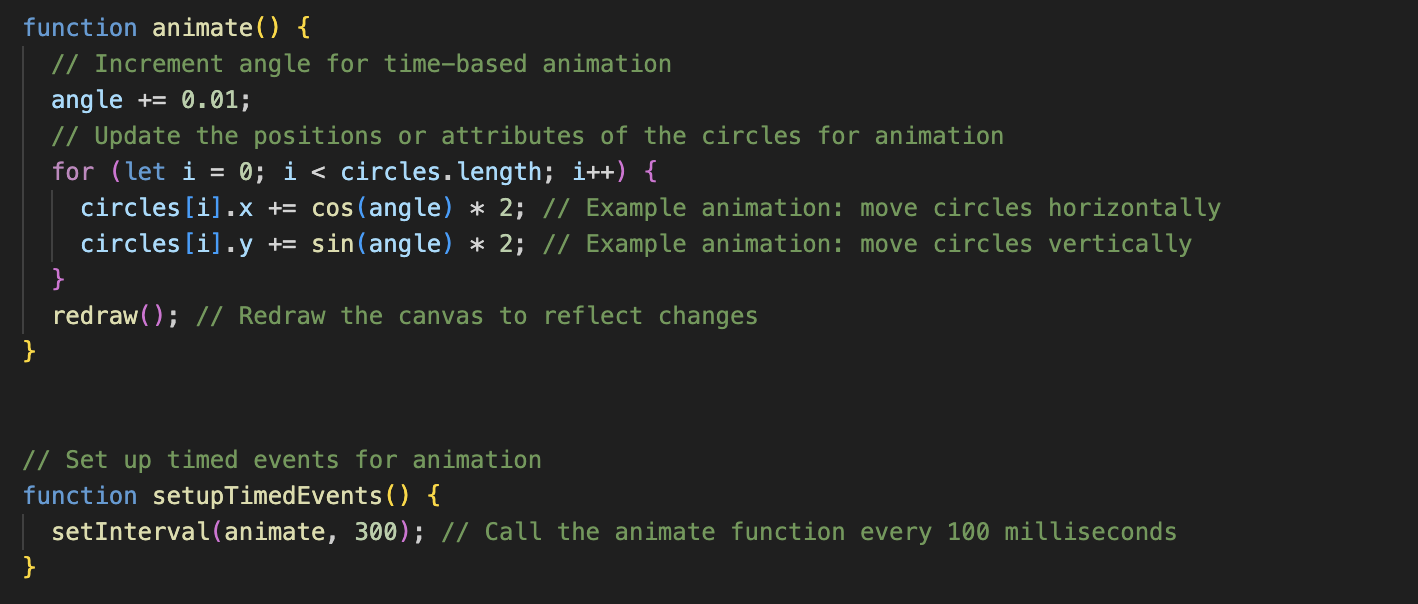 function animate() {
  // Increment angle for time-based animation
  angle += 0.01;
  // Update the positions or attributes of the circles for animation
  for (let i = 0; i < circles.length; i++) {
    circles[i].x += cos(angle) * 2; // Example animation: move circles horizontally
    circles[i].y += sin(angle) * 2; // Example animation: move circles vertically
  }
  redraw(); // Redraw the canvas to reflect changes
}
// Set up timed events for animation
function setupTimedEvents() {
  setInterval(animate, 300); // Call the animate function every 100 milliseconds
}